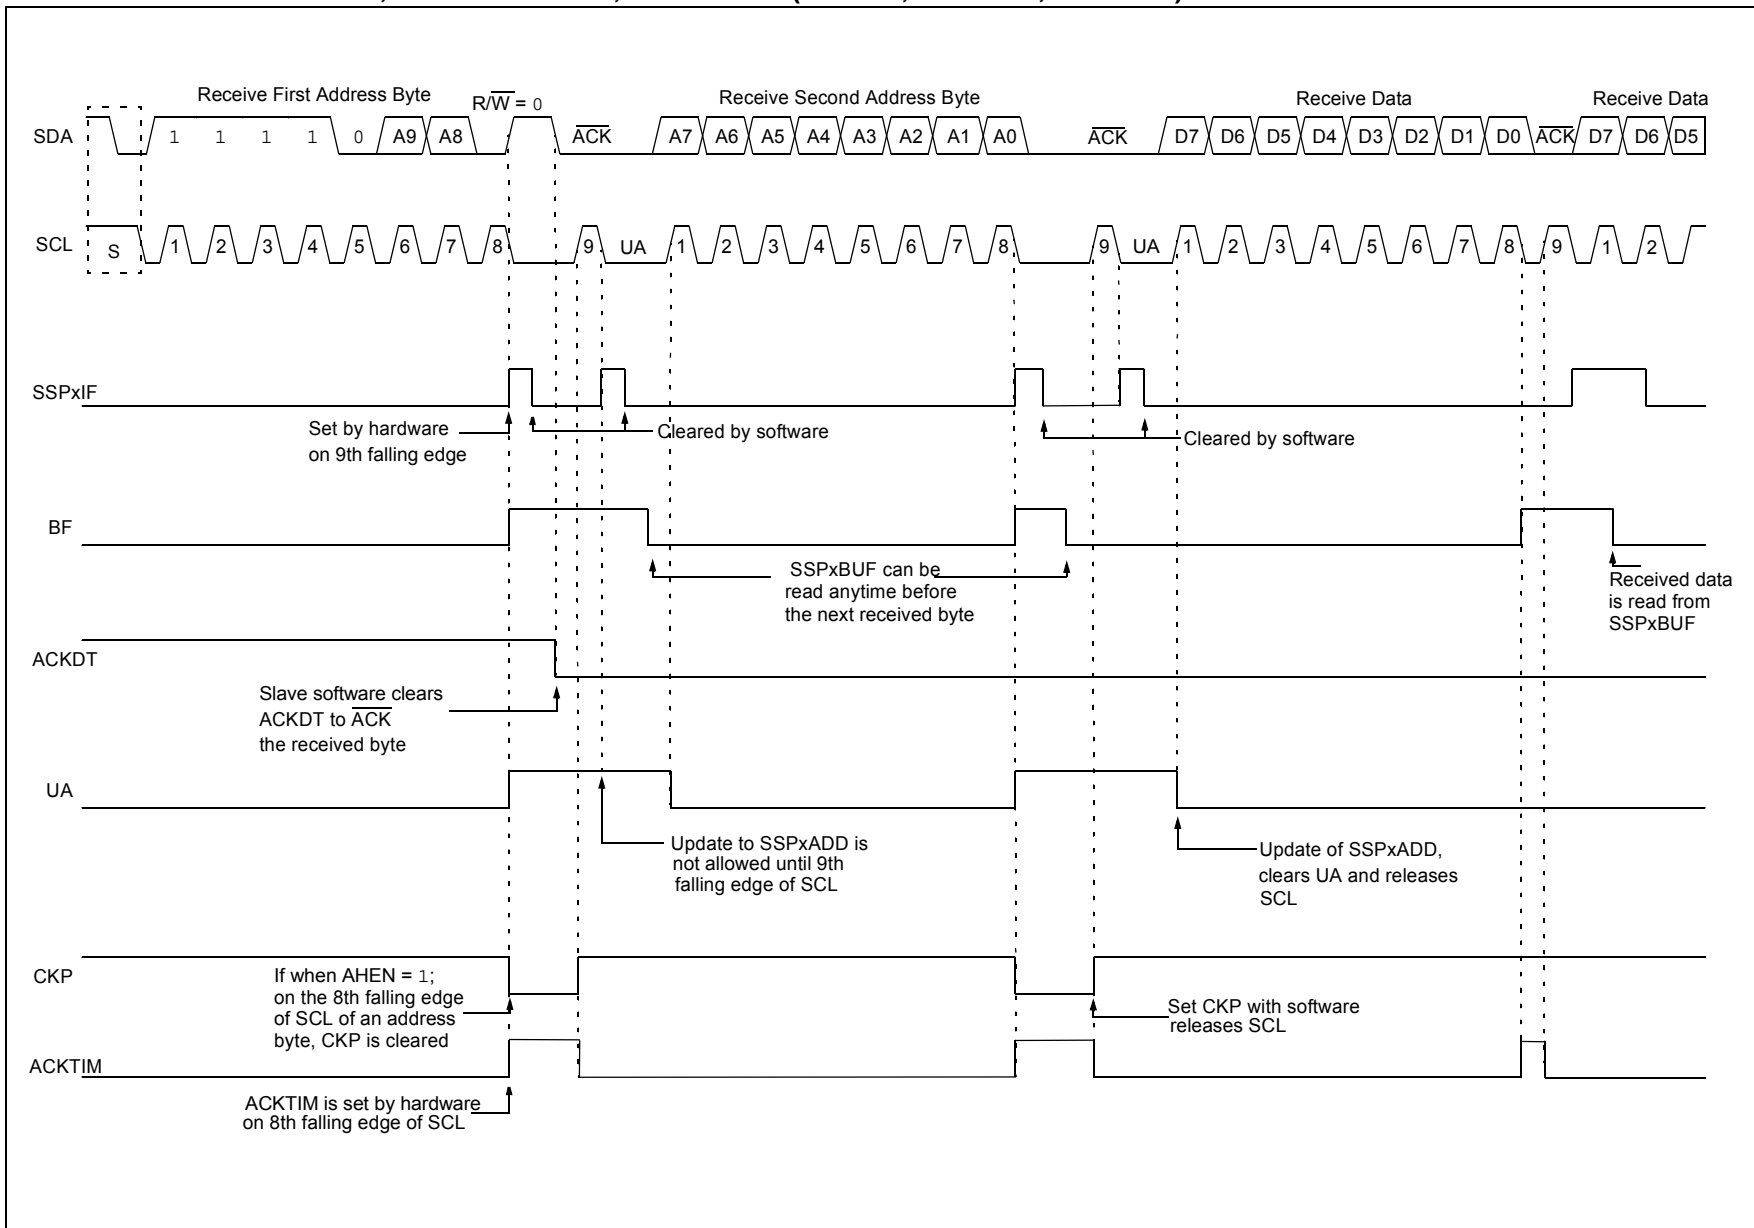 Receive First Address Byte
R/W = 0
Receive Second Address Byte
Receive Data
Receive Data
SDA
1 1 1 1 0 A9 A8 ACK A7 A6 A5 A4 A3 A2 A1 A0 ACK D7 D6 D5 D4 D3 D2 D1 D0 ACK D7 D6 D5
SCL
S 1 2 3 4 5 6 7 8 9 UA 1 2 3 4 5 6 7 8 9 UA 1 2 3 4 5 6 7 8 9 1 2
SSPxIF
Set by hardware
on 9th falling edge
Cleared by software
Cleared by software
BF
SSPxBUF can be
read anytime before
the next received byte
Received data
is read from
SSPxBUF
ACKDT
Slave software clears
ACKDT to ACK
the received byte
UA
Update to SSPxADD is
not allowed until 9th
falling edge of SCL
Update of SSPxADD,
clears UA and releases
SCL
CKP
If when AHEN = 1;
on the 8th falling edge
of SCL of an address
byte, CKP is cleared
Set CKP with software
releases SCL
ACKTIM
ACKTIM is set by hardware
on 8th falling edge of SCL